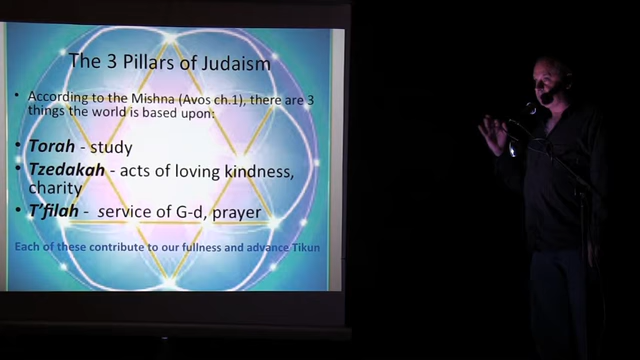 The 3 Pillars of Judaism
• According to the Mishna (Avos ch.1), there are 3
things the world is based upon:
• Torah - study
• Tzedakah - acts of loving kindness,
charity
• T'filah - service of G-d, prayer
Each of these contribute to our fullness and advance Tikun